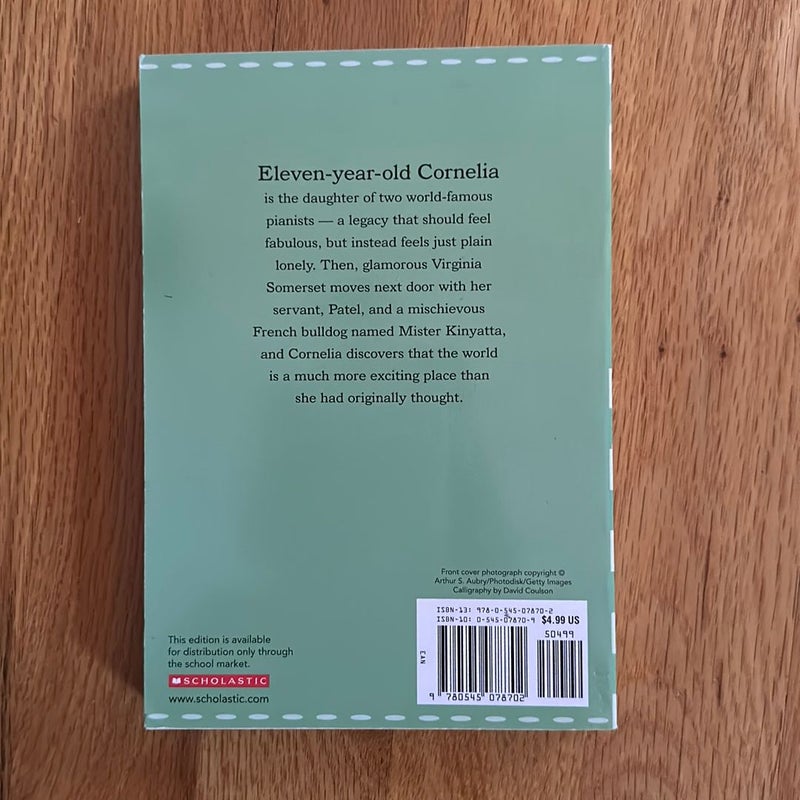 Eleven-year-old Cornelia
is the daughter of two world-famous
pianists — a legacy that should feel
fabulous, but instead feels just plain
lonely. Then, glamorous Virginia
Somerset moves next door with her
servant, Patel, and a mischievous
French bulldog named Mister Kinyatta,
and Cornelia discovers that the world
is a much more exciting place than
she had originally thought.
Front cover photograph copyright ©
Arthur S. Aubry/Photodisk/Getty Images
Calligraphy by David Coulson
ISBN-13: 978-0-545-07870-2
ISBN-10: 0-545-07870-9 $4.99 US
50499
EAN
9 780545 078702
This edition is available
for distribution only through
the school market.
SCHOLASTIC
www.scholastic.com